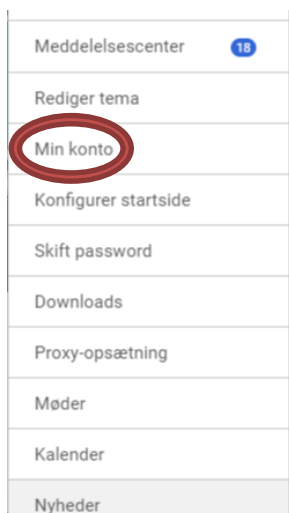 Meddelelsescenter 18
Rediger tema
Min konto
Konfigurer startside
Skift password
Downloads
Proxy-opsætning
Møder
Kalender
Nyheder